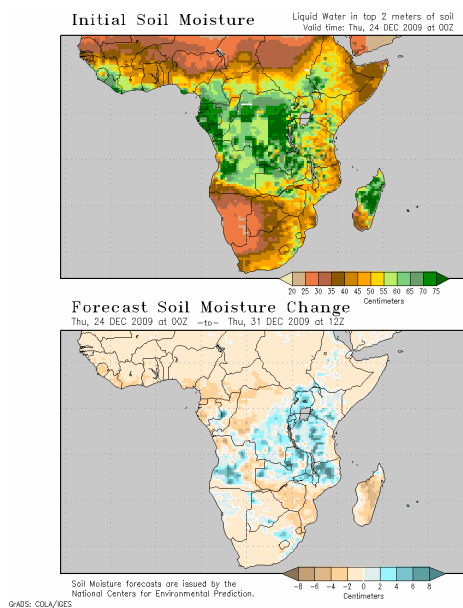 Initial Soil Moisture
Liquid Water in top 2 meters of soil
Valid time: Thu, 24 DEC 2009 at 00Z
20 25 30 35 40 45 50 55 60 65 70 75
Centimeters
Forecast Soil Moisture Change
Thu, 24 DEC 2009 at 00Z -to- Thu, 31 DEC 2009 at 12Z
Soil Moisture forecasts are issued by the
National Centers for Environmental Prediction.
-8 -6 -4 -2 0 2 4 6 8
Centimeters
GrADS: COLA/IGES